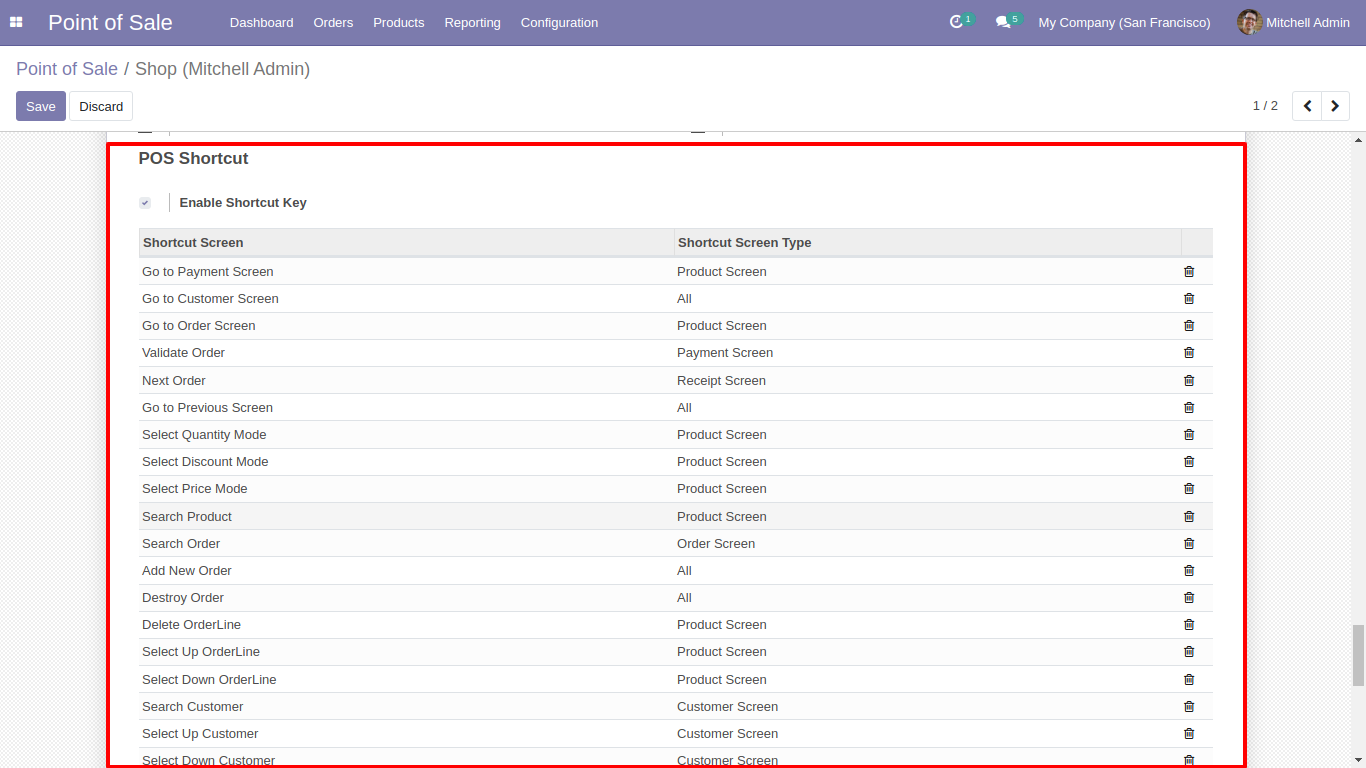 Point of Sale Dashboard Orders Products Reporting Configuration 1 5 My Company (San Francisco) Mitchell Admin
Point of Sale / Shop (Mitchell Admin)
Save Discard 1 / 2
POS Shortcut
Enable Shortcut Key
Shortcut Screen Shortcut Screen Type
Go to Payment Screen Product Screen
Go to Customer Screen All
Go to Order Screen Product Screen
Validate Order Payment Screen
Next Order Receipt Screen
Go to Previous Screen All
Select Quantity Mode Product Screen
Select Discount Mode Product Screen
Select Price Mode Product Screen
Search Product Product Screen
Search Order Order Screen
Add New Order All
Destroy Order All
Delete OrderLine Product Screen
Select Up OrderLine Product Screen
Select Down OrderLine Product Screen
Search Customer Customer Screen
Select Up Customer Customer Screen
Select Down Customer Customer Screen